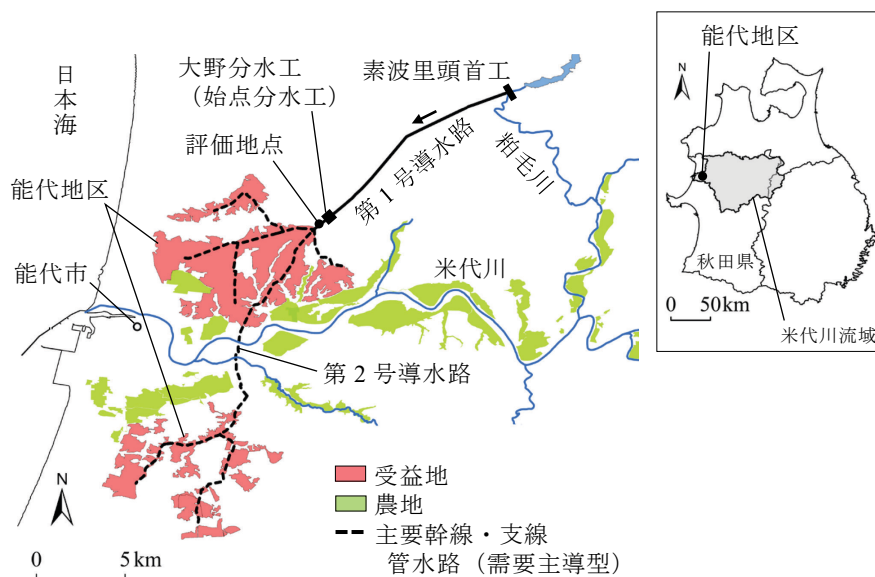 日本海
大野分水工
（始点分水工）
素波里頭首工
評価地点
第１号導水路
粕毛川
能代地区
能代市
米代川
第２号導水路
N
0 5km
受益地
農地
主要幹線・支線
管水路（需要主導型）
能代地区
N
秋田県
0 50km
米代川流域